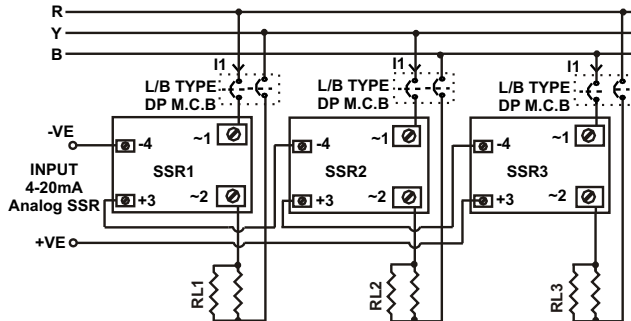 R
Y
B
I1 I1 I1
L/B TYPE L/B TYPE L/B TYPE
DP M.C.B DP M.C.B DP M.C.B
-VE -4 ~1 -4 ~1 -4 ~1
INPUT SSR1 SSR2 SSR3
4-20mA
Analog SSR +3 ~2 +3 ~2 +3 ~2
+VE
RL1 RL2 RL3